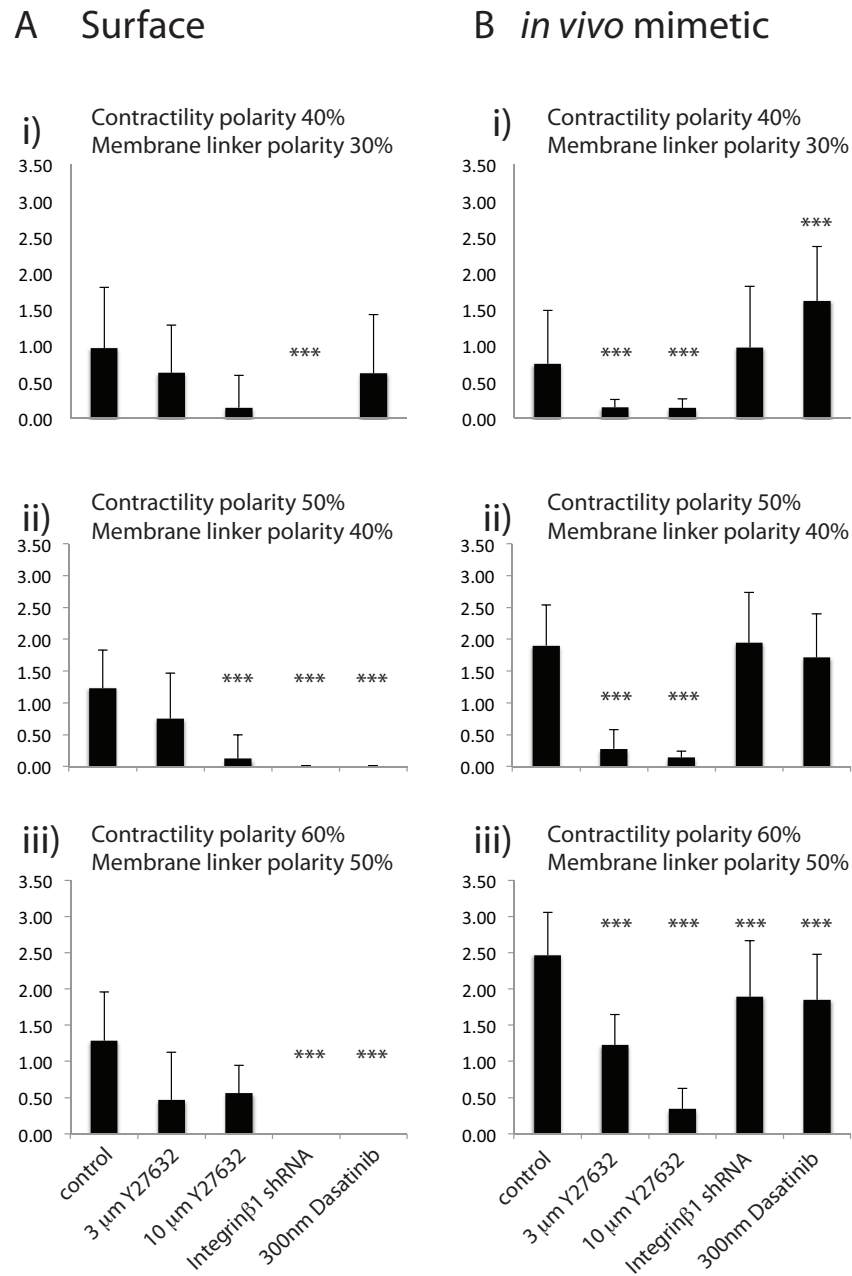 A Surface
B in vivo mimetic
i) Contractility polarity 40%
Membrane linker polarity 30%
3.50
3.00
2.50
2.00
1.50
1.00
0.50
0.00
***
i) Contractility polarity 40%
Membrane linker polarity 30%
3.50
3.00
2.50
2.00
1.50
1.00
0.50
0.00
*** *** ***
ii) Contractility polarity 50%
Membrane linker polarity 40%
3.50
3.00
2.50
2.00
1.50
1.00
0.50
0.00
*** *** ***
ii) Contractility polarity 50%
Membrane linker polarity 40%
3.50
3.00
2.50
2.00
1.50
1.00
0.50
0.00
*** ***
iii) Contractility polarity 60%
Membrane linker polarity 50%
3.50
3.00
2.50
2.00
1.50
1.00
0.50
0.00
*** ***
control
3 µm Y27632
10 µm Y27632
Integrinβ1 shRNA
300nm Dasatinib
iii) Contractility polarity 60%
Membrane linker polarity 50%
3.50
3.00
2.50
2.00
1.50
1.00
0.50
0.00
*** *** *** ***
control
3 µm Y27632
10 µm Y27632
Integrinβ1 shRNA
300nm Dasatinib